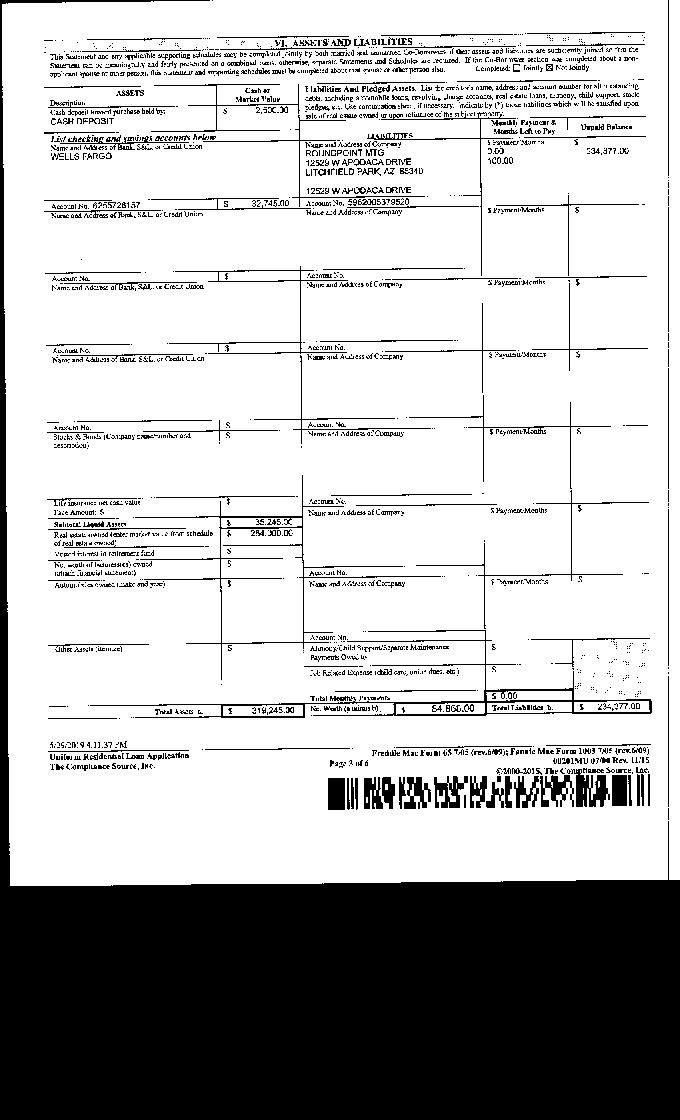 VI. ASSETS AND LIABILITIES
This Statement and any applicable supporting schedules may be completed jointly by both married and unmarried Co-Borrowers if their assets and liabilities are sufficiently joined so that the
Statement can be meaningfully and fairly presented on a combined basis; otherwise, separate Statements and Schedules are required. If the Co-Borrower section was completed about a non-
applicant spouse or other person, this Statement and supporting schedules must be completed about that spouse or other person also.
Completed: ☐ Jointly ☒ Not Jointly
ASSETS
Description
Cash or
Market Value
Cash deposit toward purchase held by:
CASH DEPOSIT
$ 2,500.00
Liabilities And Pledged Assets. List the creditor's name, address and account number for all outstanding
debts, including automobile loans, revolving charge accounts, real estate loans, alimony, child support, stock
pledges, etc. Use continuation sheet, if necessary. Indicate by (*) those liabilities which will be satisfied upon
sale of real estate owned or upon refinance of the subject property.
LIABILITIES
Monthly Payment &
Months Left to Pay
Unpaid Balance
List checking and savings accounts below
Name and Address of Bank, S&L, or Credit Union
WELLS FARGO
Name and Address of Company
ROUNDPOINT MTG
12529 W APODACA DRIVE
LITCHFIELD PARK, AZ 85340
12529 W APODACA DRIVE
$ Payment/Months
0.00
100.00
$
234,377.00
Account No.
$ 32,745.00
Account No.
Name and Address of Bank, S&L, or Credit Union
Name and Address of Company
$ Payment/Months
$
Account No.
$
Account No.
Name and Address of Bank, S&L, or Credit Union
Name and Address of Company
$ Payment/Months
$
Account No.
$
Account No.
Name and Address of Bank, S&L, or Credit Union
Name and Address of Company
$ Payment/Months
$
Account No.
$
Stocks & Bonds (Company name/number and
description)
$
Name and Address of Company
$ Payment/Months
$
Life insurance net cash value
Face Amount: $
$
Account No.
Name and Address of Company
$ Payment/Months
$
Subtotal Liquid Assets
$ 35,245.00
Real estate owned (enter market value from schedule
of real estate owned)
$ 284,000.00
Vested interest in retirement fund
$
Net worth of business(es) owned
(attach financial statement)
$
Account No.
Automobiles owned (make and year)
$
Name and Address of Company
$ Payment/Months
$
Account No.
Other Assets (itemize)
$
Alimony/Child Support/Separate Maintenance
Payments Owed to:
$
Job Related Expense (child care, union dues, etc.)
$
Total Monthly Payments
$ 0.00
Total Assets a.
$ 319,245.00
Net Worth (a minus b)
$ 84,868.00
Total Liabilities b.
$ 234,377.00
5/29/2019 4:11:37 PM
Uniform Residential Loan Application
The Compliance Source, Inc.
Page 3 of 6
Freddie Mac Form 65 7/05 (rev.6/09); Fannie Mae Form 1003 7/05 (rev.6/09)
00201MU 07/04 Rev. 11/15
©2000-2015, The Compliance Source, Inc.